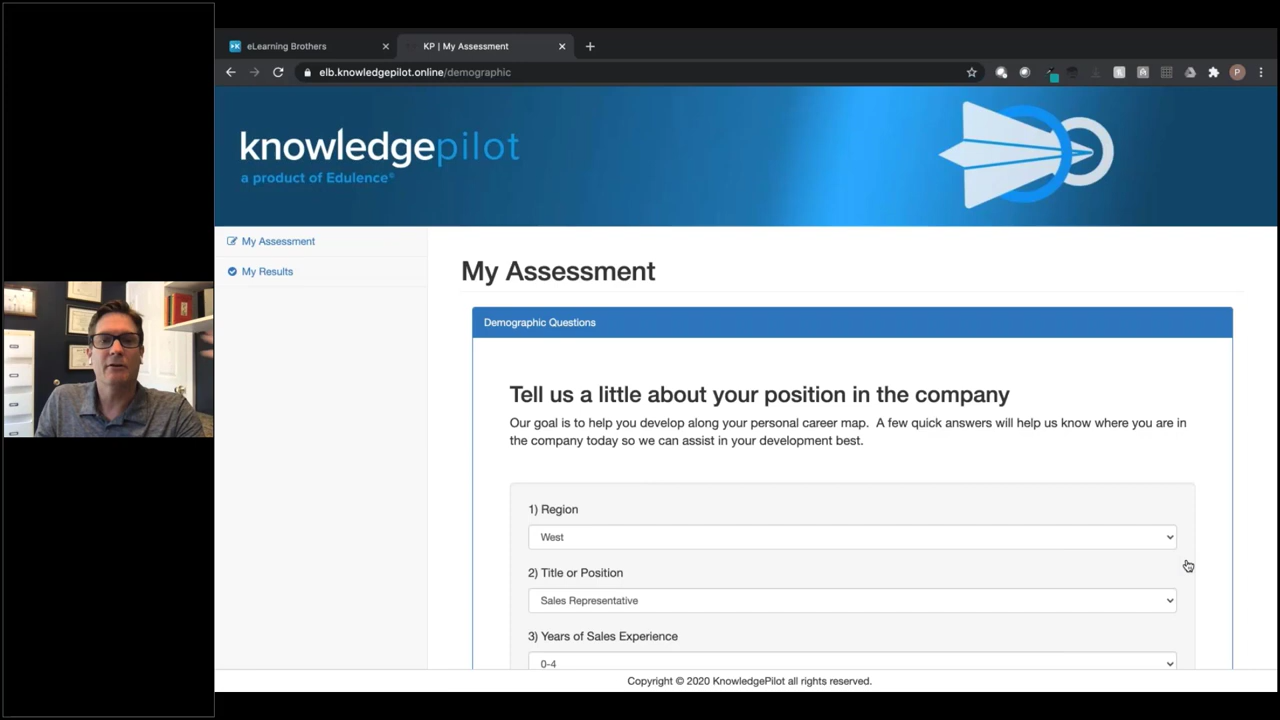 eLearning Brothers
KP | My Assessment
elb.knowledgepilot.online/demographic
P
knowledgepilot
a product of Edulence®
My Assessment
My Results
My Assessment
Demographic Questions
Tell us a little about your position in the company
Our goal is to help you develop along your personal career map. A few quick answers will help us know where you are in
the company today so we can assist in your development best.
1) Region
West
2) Title or Position
Sales Representative
3) Years of Sales Experience
0-4
Copyright © 2020 KnowledgePilot all rights reserved.